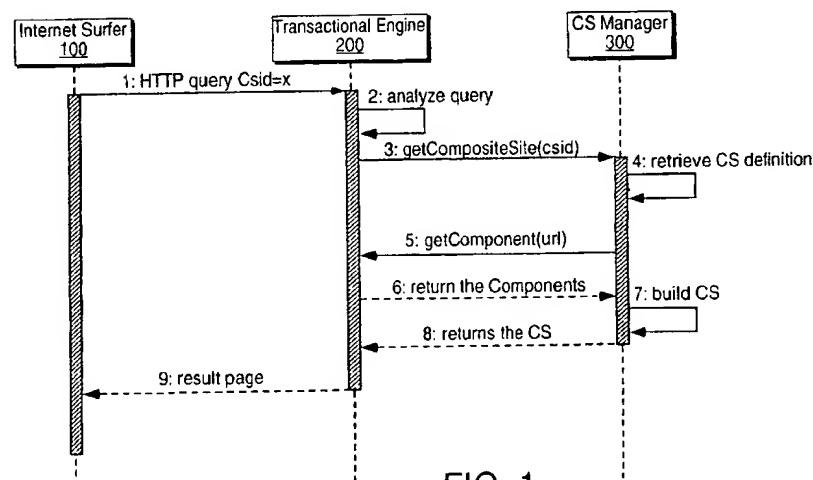 Internet Surfer
100
Transactional Engine
200
CS Manager
300
1: HTTP query Csid=x
2: analyze query
3: getCompositeSite(csid)
4: retrieve CS definition
5: getComponent(url)
6: return the Components
7: build CS
8: returns the CS
9: result page
FIG. 1